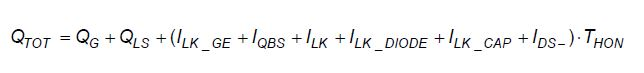 Q_TOT = Q_G + Q_LS + (I_LK_GE + I_QBS + I_LK + I_LK_DIODE + I_LK_CAP + I_DS−) · T_HON